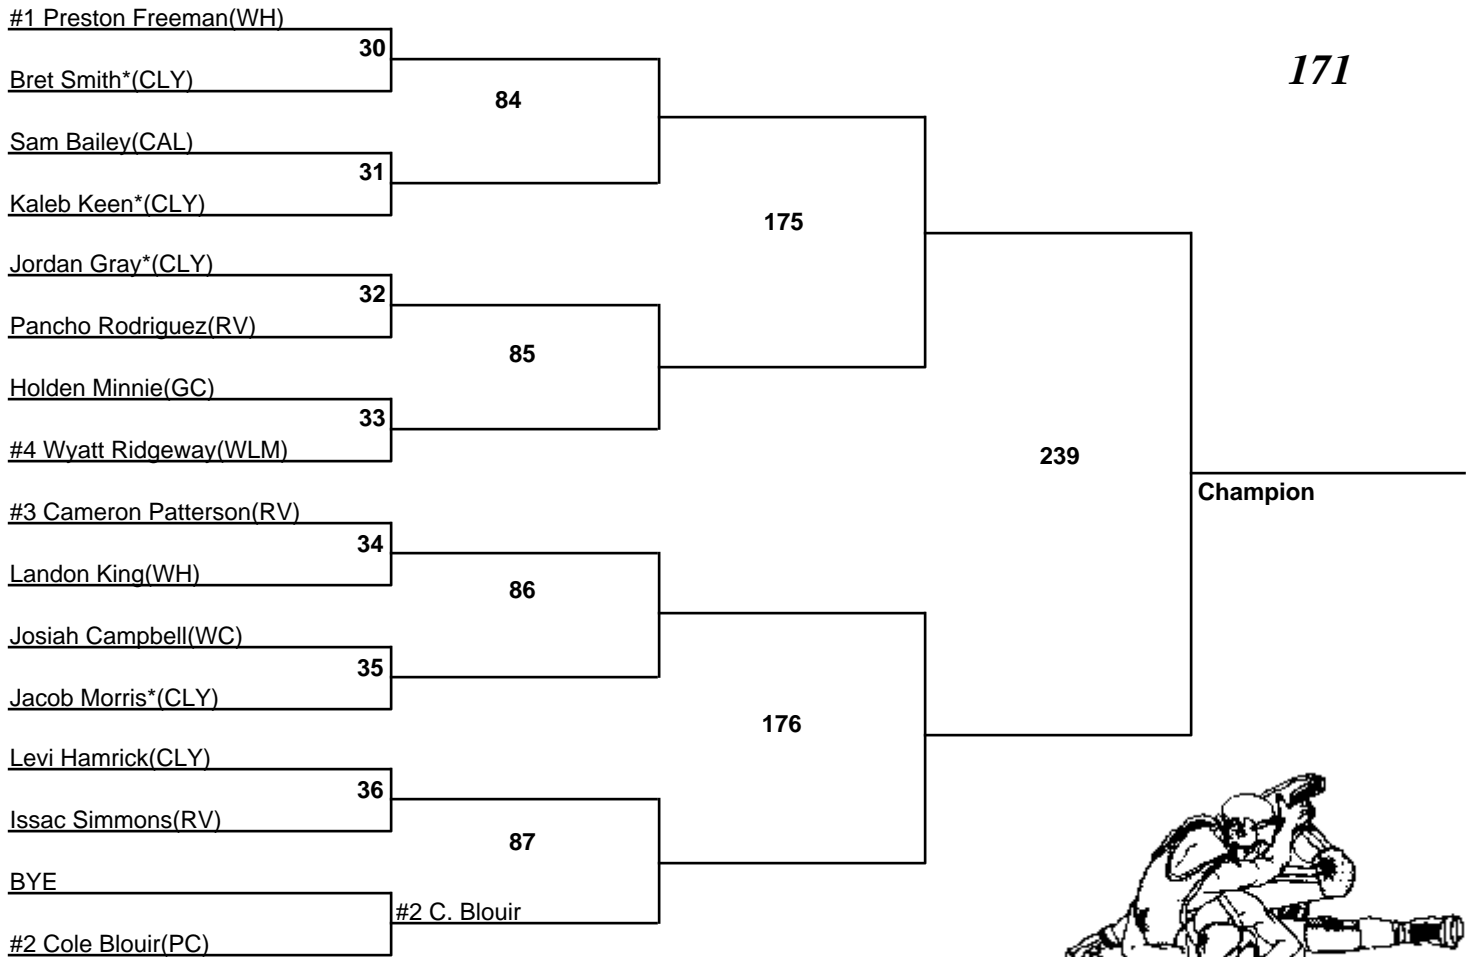 #1 Preston Freeman(WH)
30
171
Bret Smith*(CLY)
84
Sam Bailey(CAL)
31
Kaleb Keen*(CLY)
175
Jordan Gray*(CLY)
32
Pancho Rodriguez(RV)
85
Holden Minnie(GC)
33
#4 Wyatt Ridgeway(WLM)
239
Champion
#3 Cameron Patterson(RV)
34
Landon King(WH)
86
Josiah Campbell(WC)
35
Jacob Morris*(CLY)
176
Levi Hamrick(CLY)
36
Issac Simmons(RV)
87
BYE
#2 C. Blouir
#2 Cole Blouir(PC)